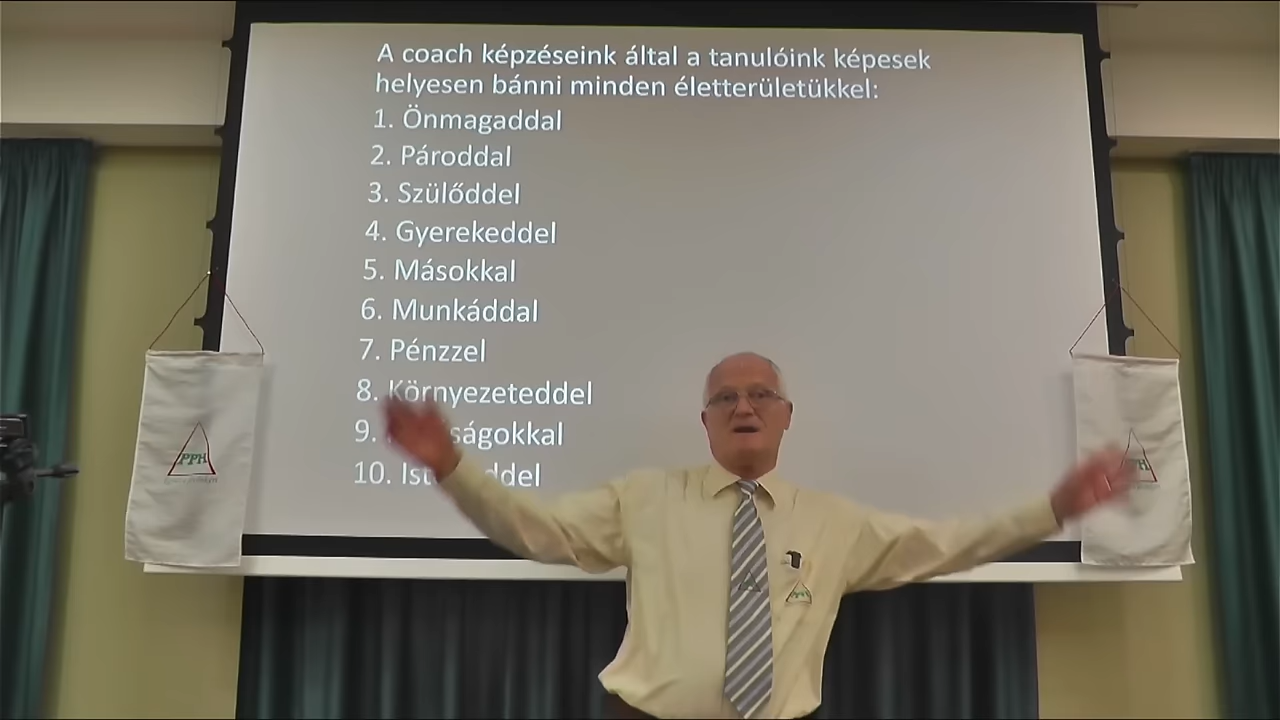 A coach képzéseink által a tanulóink képesek
helyesen bánni minden életterületükkel:
1. Önmagaddal
2. Pároddal
3. Szülőddel
4. Gyerekeddel
5. Másokkal
6. Munkáddal
7. Pénzzel
8. Környezeteddel
9.
10.
PPH
PPH